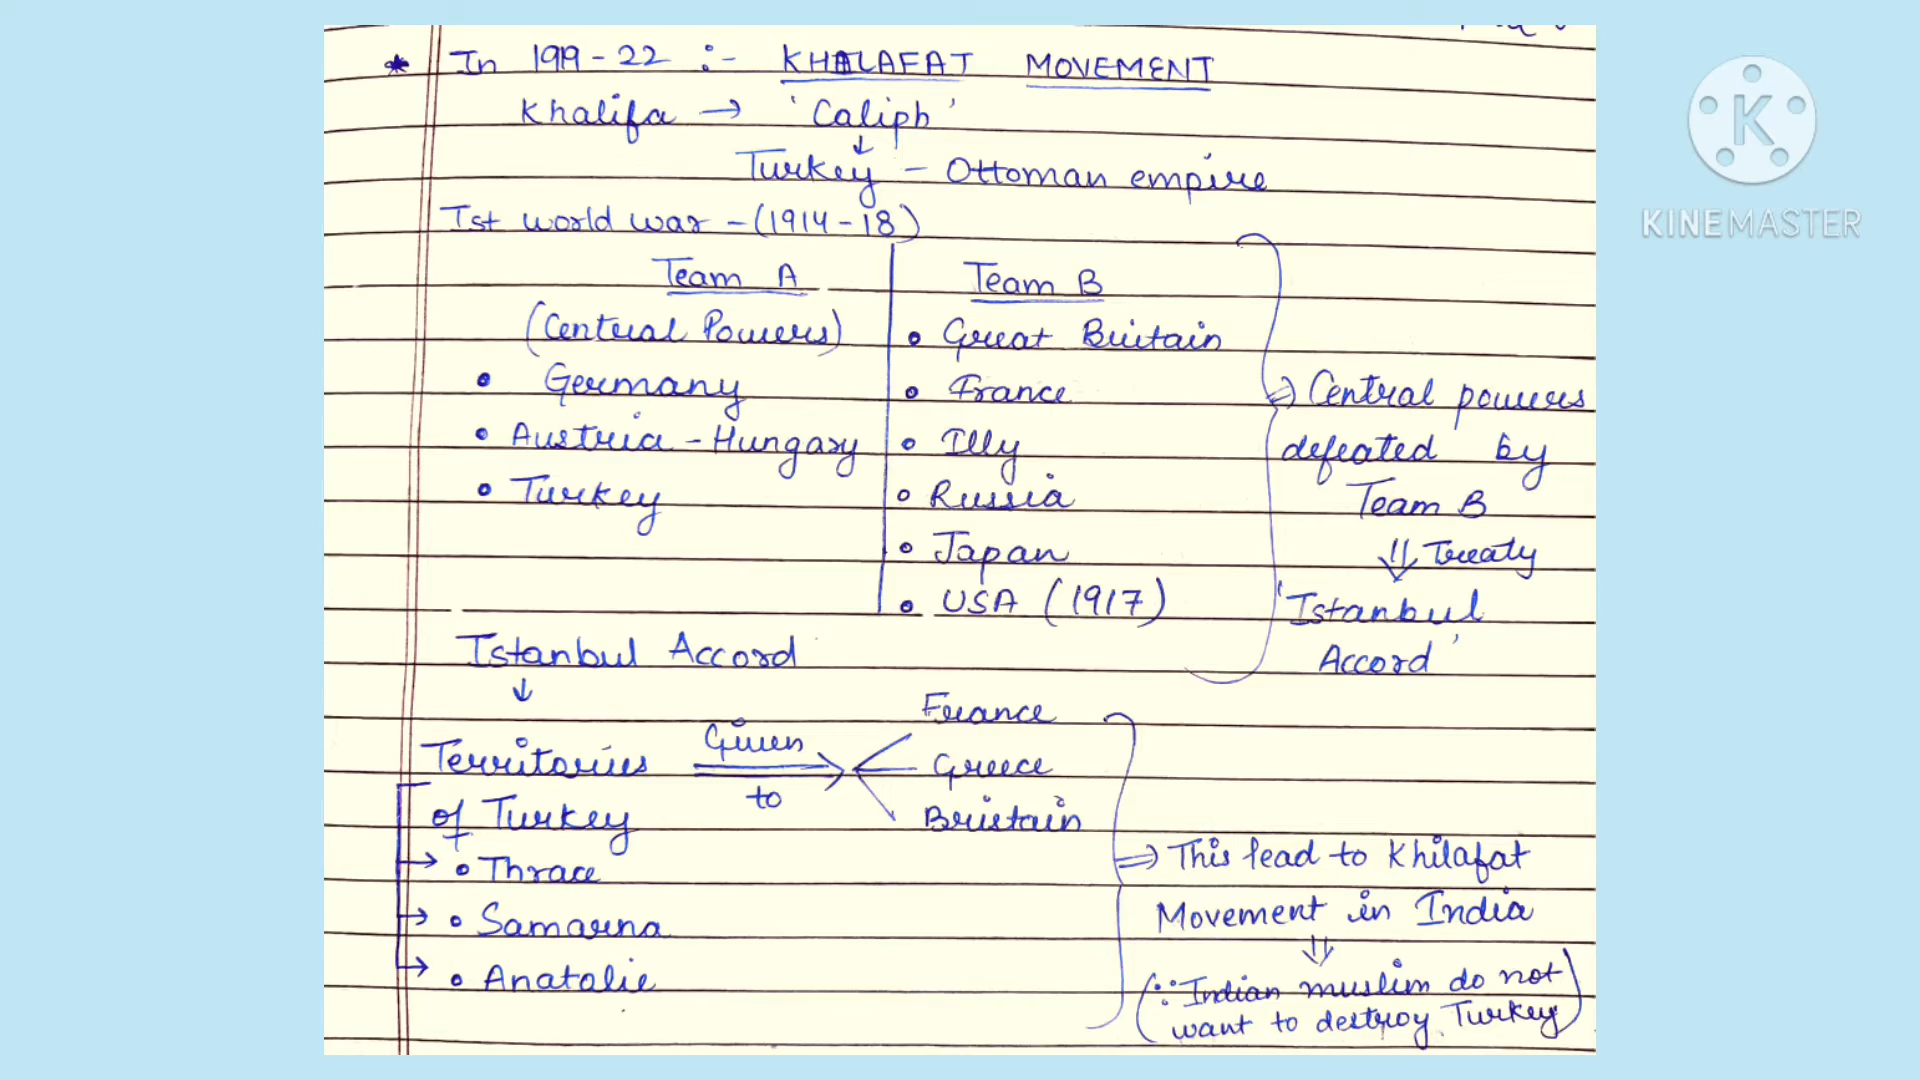 * In 1919-22 :- KHILAFAT MOVEMENT
Khalifa → 'Caliph'
↓
Turkey - Ottoman empire
Ist world war - (1914-18)
Team A
(Central Powers)
• Germany
• Austria - Hungary
• Turkey
Team B
• Great Britain
• France
• Illy
• Russia
• Japan
• USA (1917)
⇒ Central powers
defeated by
Team B
⇓ Treaty
'Istanbul
Accord'
Istanbul Accord
↓
Territories
of Turkey
Given
to
France
Greece
Britain
→ • Thrace
→ • Samarna
→ • Anatalie
⇒ This lead to Khilafat
Movement in India
⇓
(∵ Indian muslim do not
want to destroy Turkey)
K
KINEMASTER